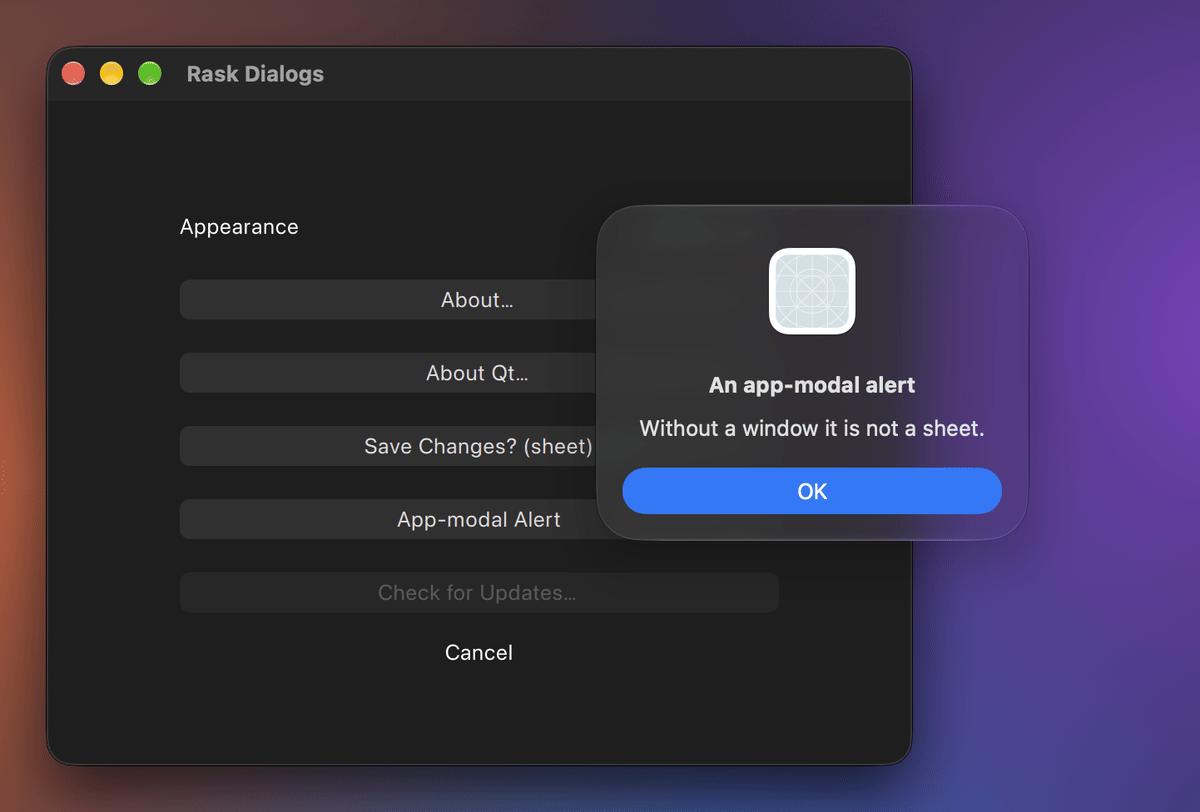 Rask Dialogs
Appearance
About…
About Qt…
Save Changes? (sheet)
App-modal Alert
Check for Updates…
Cancel
An app-modal alert
Without a window it is not a sheet.
OK